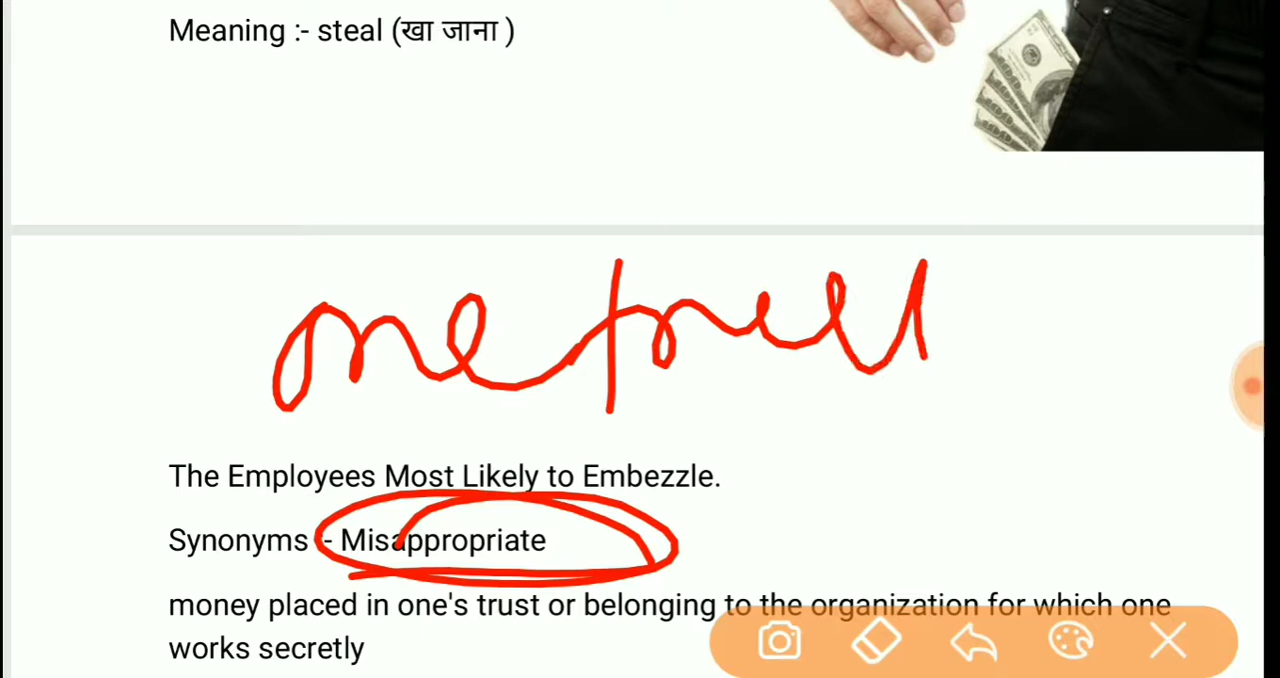 Meaning :- steal (खा जाना )
one
The Employees Most Likely to Embezzle.
Synonyms :- Misappropriate
money placed in one's trust or belonging to the organization for which one
works secretly